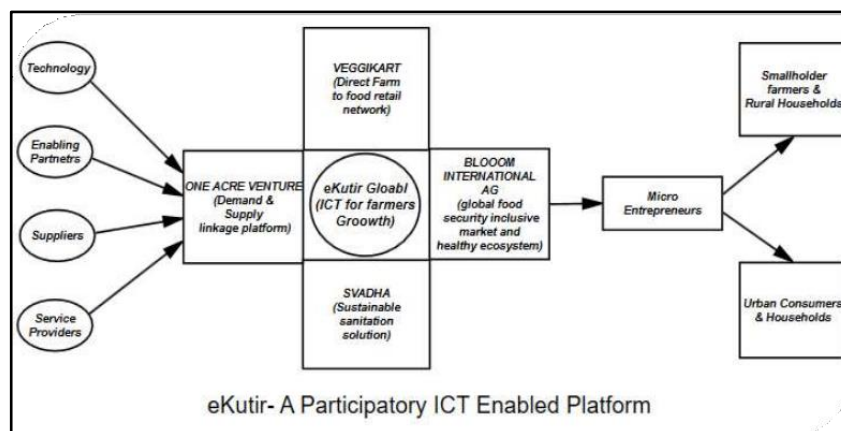 Technology
Enabling
Partnetrs
Suppliers
Service
Providers
ONE ACRE VENTURE
(Demand &
Supply
linkage platform)
VEGGIKART
(Direct Farm
to food retail
network)
eKutir Gloabl
(ICT for farmers
Groowth)
SVADHA
(Sustainable
sanitation
solution)
BLOOOM
INTERNATIONAL
AG
(global food
security inclusive
market and
healthy ecosystem)
Micro
Entrepreneurs
Smallholder
farmers &
Rural Households
Urban Consumers
& Households
eKutir- A Participatory ICT Enabled Platform